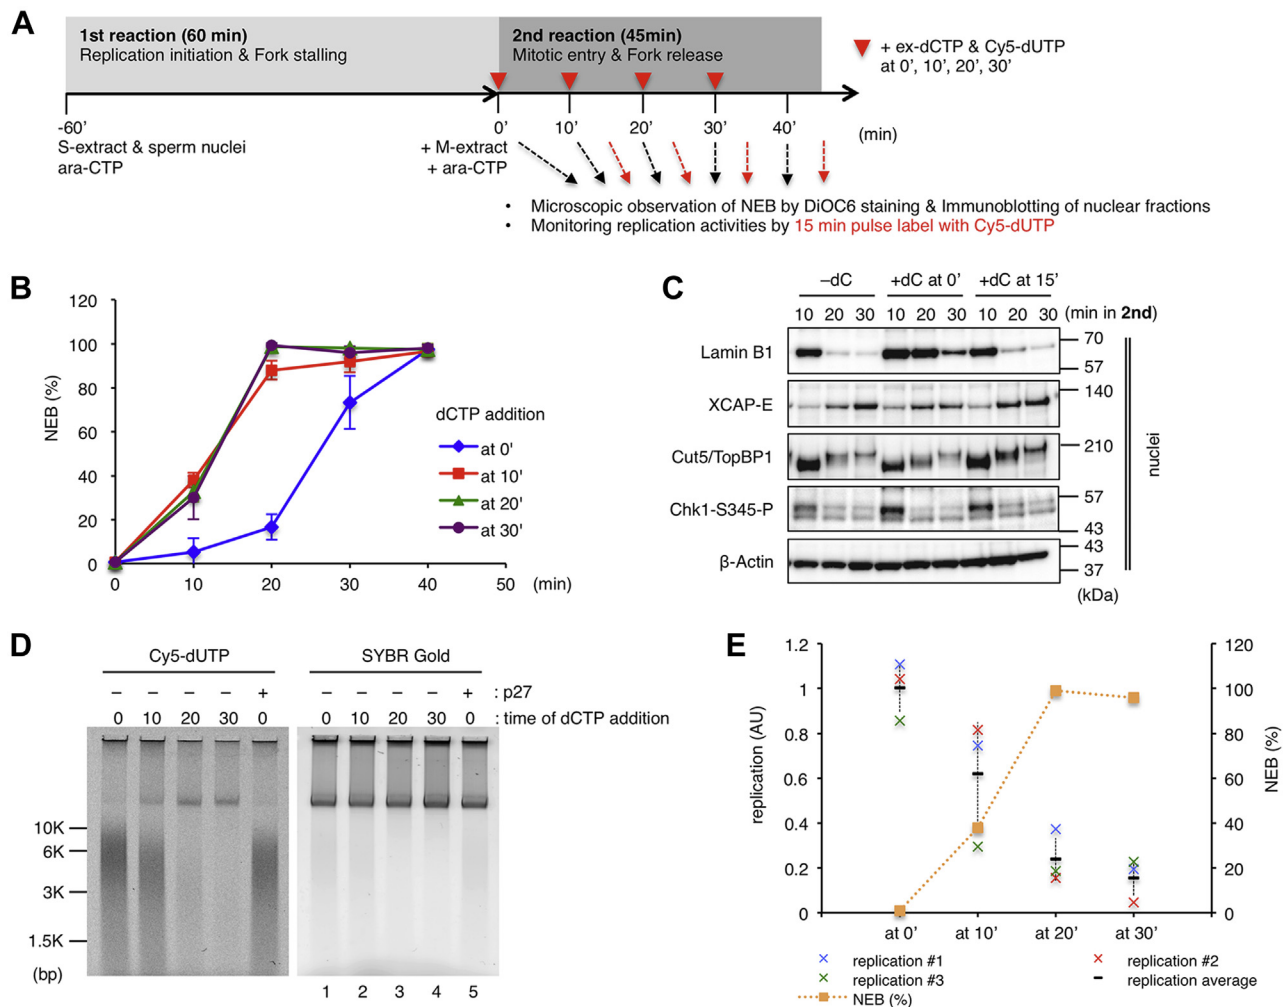 A
1st reaction (60 min)
Replication initiation & Fork stalling
2nd reaction (45min)
Mitotic entry & Fork release
+ ex-dCTP & Cy5-dUTP
at 0', 10', 20', 30'
-60'
0'
10'
20'
30'
40'
(min)
S-extract & sperm nuclei
ara-CTP
+ M-extract
+ ara-CTP
• Microscopic observation of NEB by DiOC6 staining & Immunoblotting of nuclear fractions
• Monitoring replication activities by 15 min pulse label with Cy5-dUTP
B
NEB (%)
120
100
80
60
40
20
0
0 10 20 30 40 50 (min)
dCTP addition
at 0'
at 10'
at 20'
at 30'
C
–dC +dC at 0' +dC at 15'
10 20 30 10 20 30 10 20 30 (min in 2nd)
Lamin B1
70
57
XCAP-E
140
Cut5/TopBP1
210
Chk1-S345-P
57
43
β-Actin
43
37
(kDa)
nuclei
D
Cy5-dUTP SYBR Gold
– – – – + – – – – + : p27
0 10 20 30 0 0 10 20 30 0 : time of dCTP addition
10K
6K
3K
1.5K
(bp)
1 2 3 4 5
E
replication (AU)
1.2
1
0.8
0.6
0.4
0.2
0
NEB (%)
120
100
80
60
40
20
0
at 0' at 10' at 20' at 30'
replication #1
replication #2
replication #3
replication average
NEB (%)